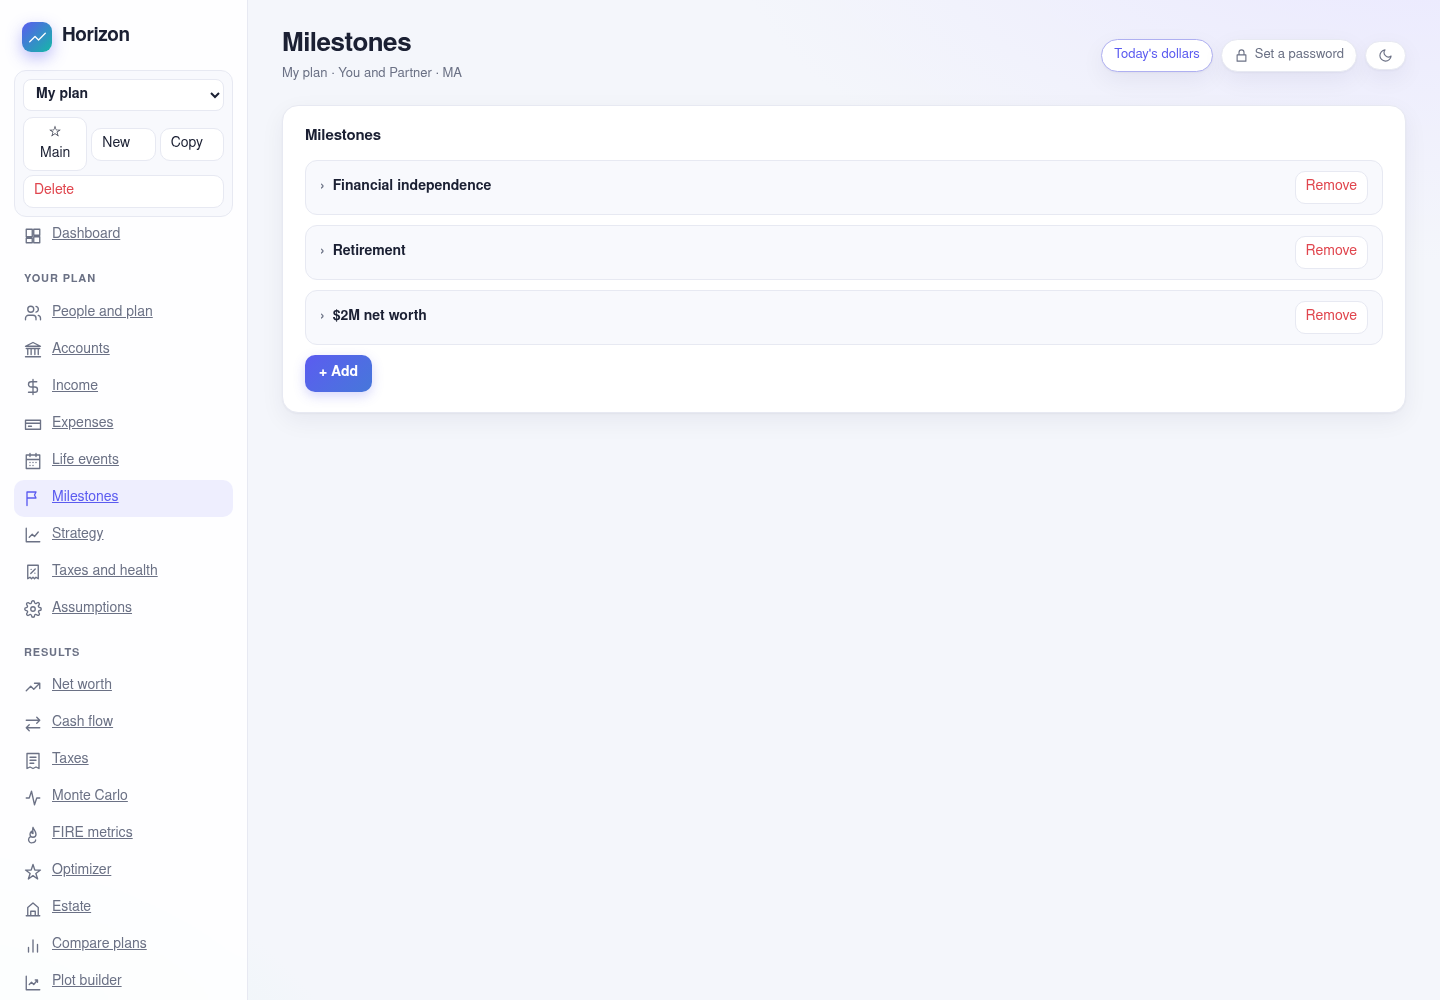 Horizon
My plan
☆
Main
New
Copy
Delete
Dashboard
YOUR PLAN
People and plan
Accounts
Income
Expenses
Life events
Milestones
Strategy
Taxes and health
Assumptions
RESULTS
Net worth
Cash flow
Taxes
Monte Carlo
FIRE metrics
Optimizer
Estate
Compare plans
Plot builder
Milestones
My plan · You and Partner · MA
Today's dollars
Set a password
Milestones
› Financial independence
Remove
› Retirement
Remove
› $2M net worth
Remove
+ Add